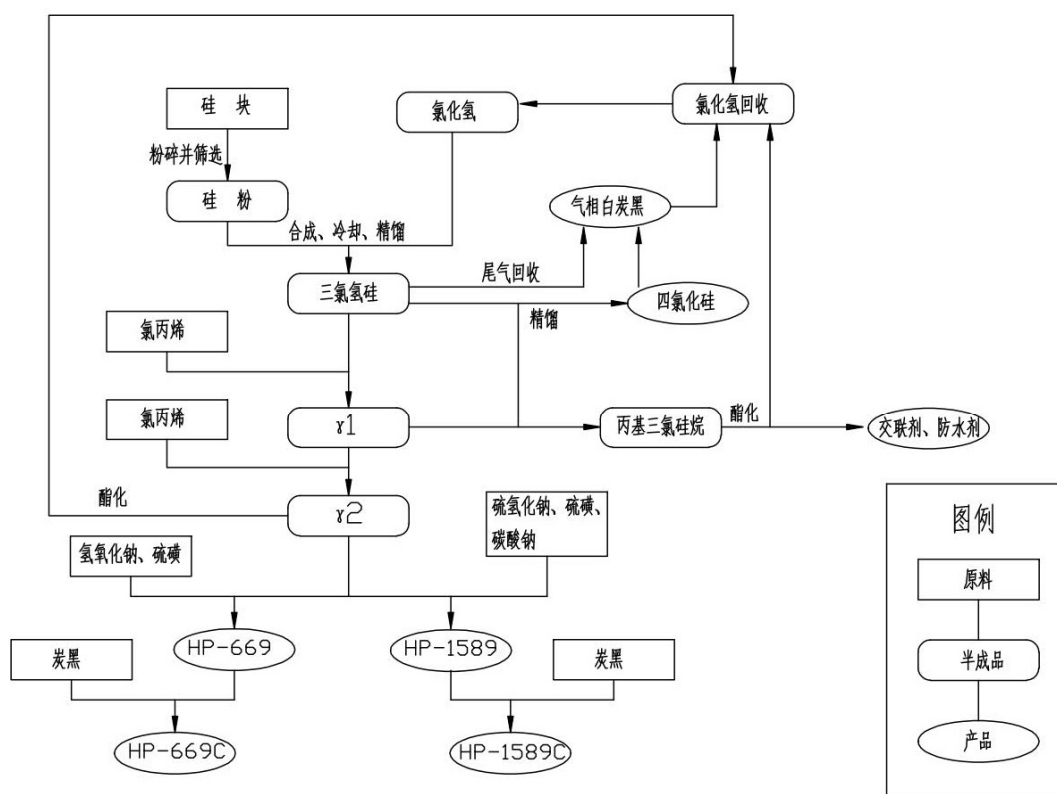 硅 块
氯化氢
氯化氢回收
粉碎并筛选
硅 粉
气相白炭黑
合成、冷却、精馏
尾气回收
三氯氢硅
四氯化硅
精馏
氯丙烯
氯丙烯
γ1
丙基三氯硅烷
酯化
交联剂、防水剂
酯化
γ2
硫氢化钠、硫磺、
碳酸钠
氢氧化钠、硫磺
HP-669
HP-1589
炭黑
炭黑
HP-669C
HP-1589C
图例
原料
半成品
产品